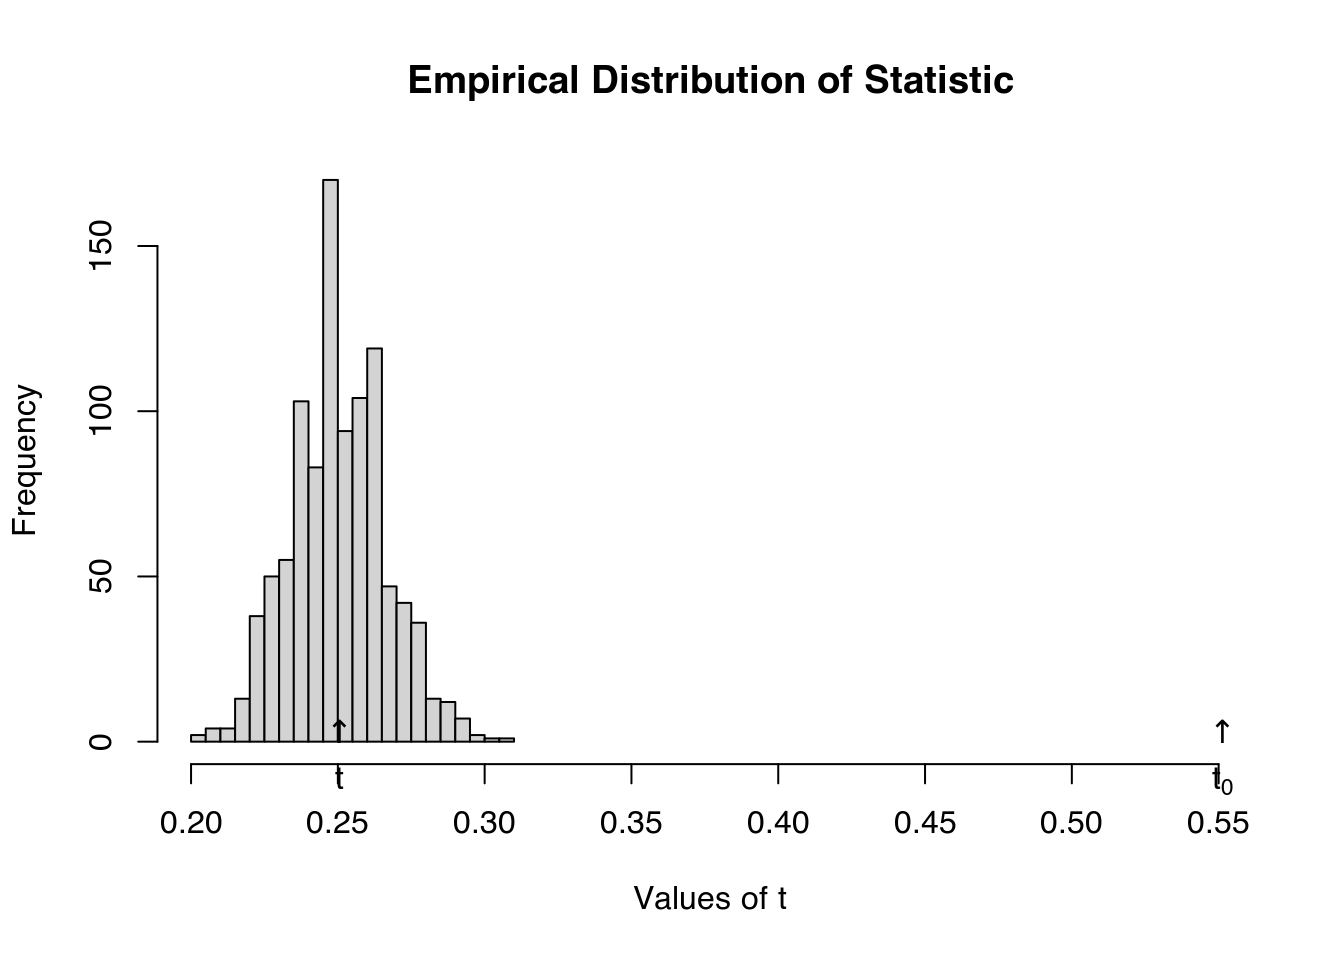 Empirical Distribution of Statistic
Frequency
150
100
50
0
↑ ↑
t t₀
0.20 0.25 0.30 0.35 0.40 0.45 0.50 0.55
Values of t